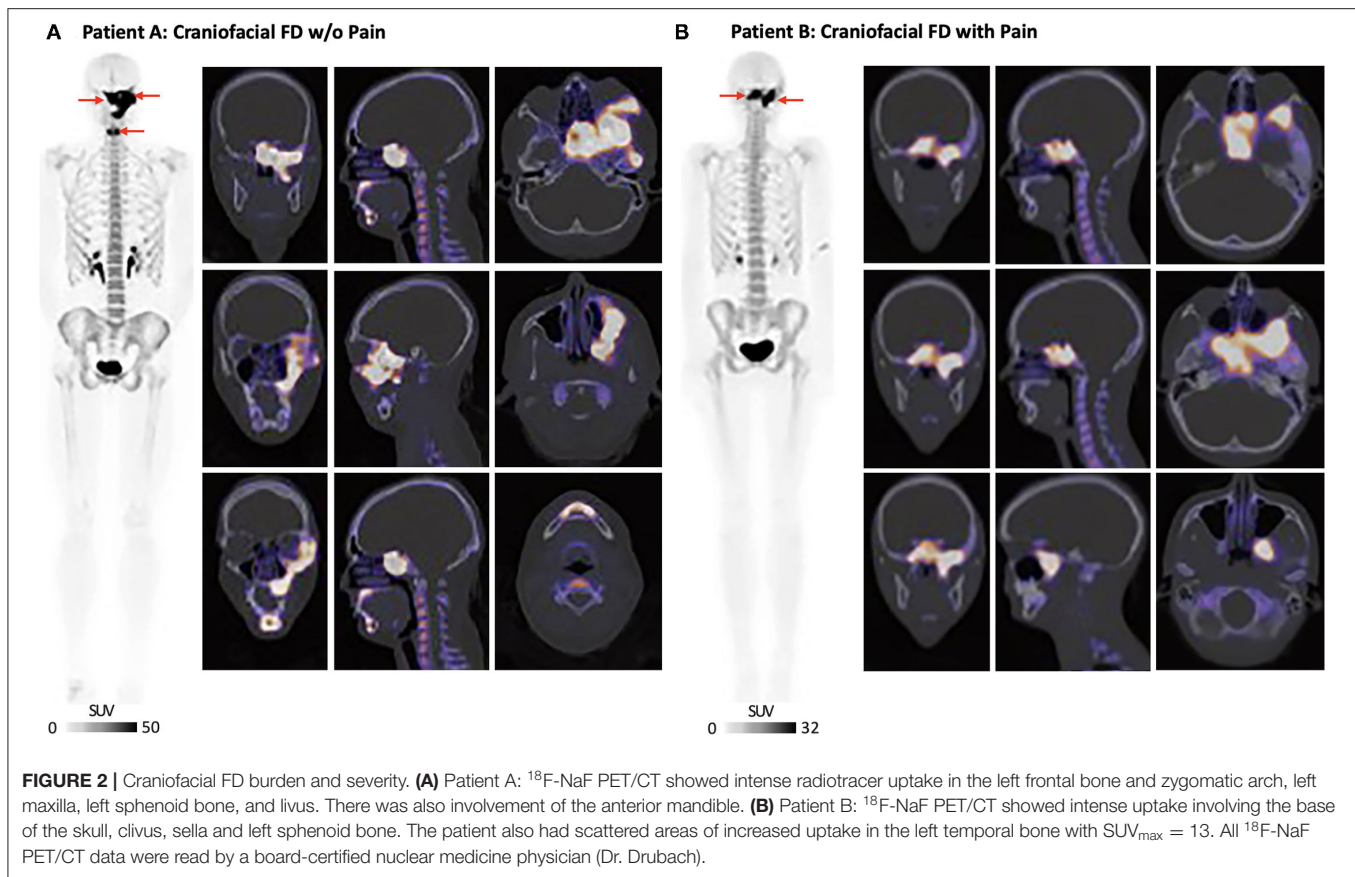 A Patient A: Craniofacial FD w/o Pain
B Patient B: Craniofacial FD with Pain
SUV
0 50
SUV
0 32
FIGURE 2 | Craniofacial FD burden and severity. (A) Patient A: ¹⁸F-NaF PET/CT showed intense radiotracer uptake in the left frontal bone and zygomatic arch, left
maxilla, left sphenoid bone, and livus. There was also involvement of the anterior mandible. (B) Patient B: ¹⁸F-NaF PET/CT showed intense uptake involving the base
of the skull, clivus, sella and left sphenoid bone. The patient also had scattered areas of increased uptake in the left temporal bone with SUVmax = 13. All ¹⁸F-NaF
PET/CT data were read by a board-certified nuclear medicine physician (Dr. Drubach).